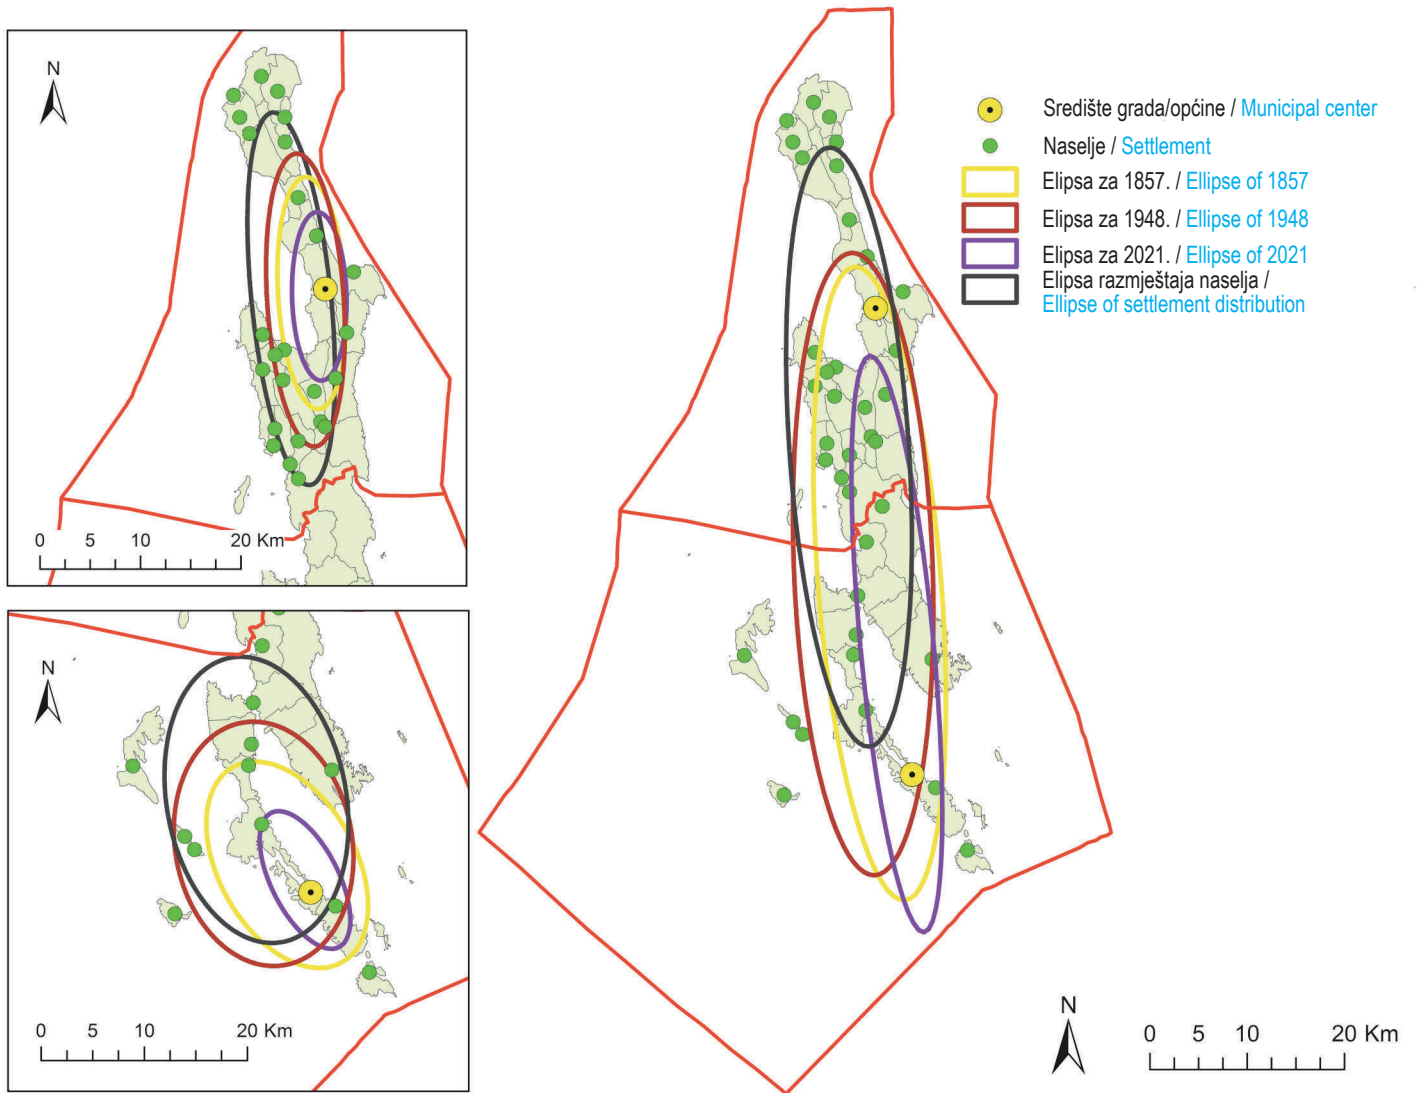 N
0 5 10 20 Km
N
0 5 10 20 Km
Središte grada/općine / Municipal center
Naselje / Settlement
Elipsa za 1857. / Ellipse of 1857
Elipsa za 1948. / Ellipse of 1948
Elipsa za 2021. / Ellipse of 2021
Elipsa razmještaja naselja /
Ellipse of settlement distribution
N
0 5 10 20 Km